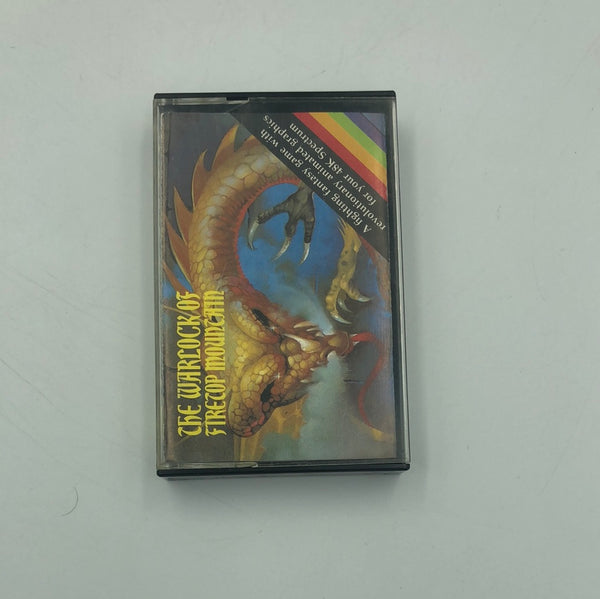 THE WARLOCK OF
FIRETOP MOUNTAIN
A fighting fantasy game with
revolutionary animated graphics
for your 48K Spectrum